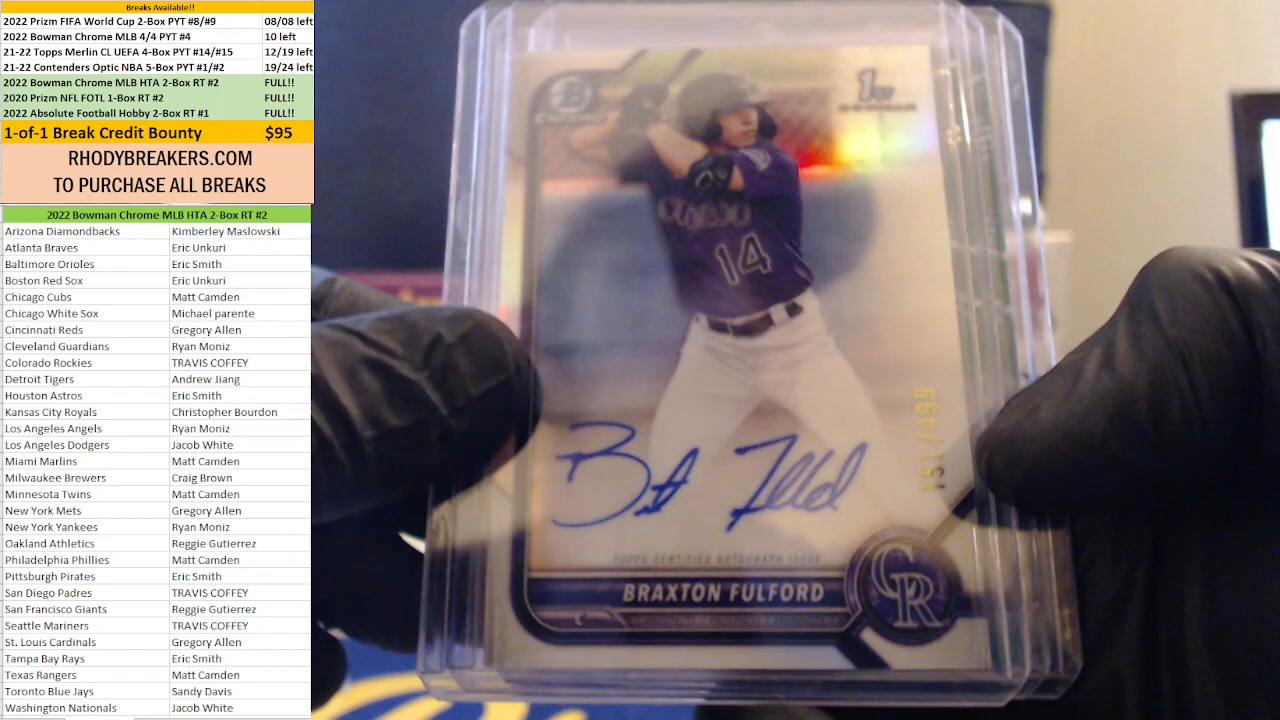 Breaks Available!!
2022 Prizm FIFA World Cup 2-Box PYT #8/#9 08/08 left
2022 Bowman Chrome MLB 4/4 PYT #4 10 left
21-22 Topps Merlin CL UEFA 4-Box PYT #14/#15 12/19 left
21-22 Contenders Optic NBA 5-Box PYT #1/#2 19/24 left
2022 Bowman Chrome MLB HTA 2-Box RT #2 FULL!!
2020 Prizm NFL FOTL 1-Box RT #2 FULL!!
2022 Absolute Football Hobby 2-Box RT #1 FULL!!
1-of-1 Break Credit Bounty $95
RHODYBREAKERS.COM
TO PURCHASE ALL BREAKS
2022 Bowman Chrome MLB HTA 2-Box RT #2
Arizona Diamondbacks Kimberley Maslowski
Atlanta Braves Eric Unkuri
Baltimore Orioles Eric Smith
Boston Red Sox Eric Unkuri
Chicago Cubs Matt Camden
Chicago White Sox Michael parente
Cincinnati Reds Gregory Allen
Cleveland Guardians Ryan Moniz
Colorado Rockies TRAVIS COFFEY
Detroit Tigers Andrew Jiang
Houston Astros Eric Smith
Kansas City Royals Christopher Bourdon
Los Angeles Angels Ryan Moniz
Los Angeles Dodgers Jacob White
Miami Marlins Matt Camden
Milwaukee Brewers Craig Brown
Minnesota Twins Matt Camden
New York Mets Gregory Allen
New York Yankees Ryan Moniz
Oakland Athletics Reggie Gutierrez
Philadelphia Phillies Matt Camden
Pittsburgh Pirates Eric Smith
San Diego Padres TRAVIS COFFEY
San Francisco Giants Reggie Gutierrez
Seattle Mariners TRAVIS COFFEY
St. Louis Cardinals Gregory Allen
Tampa Bay Rays Eric Smith
Texas Rangers Matt Camden
Toronto Blue Jays Sandy Davis
Washington Nationals Jacob White
B
1st
BOWMAN
COLORADO
14
151/499
TOPPS CERTIFIED AUTOGRAPH ISSUE
BRAXTON FULFORD
CR